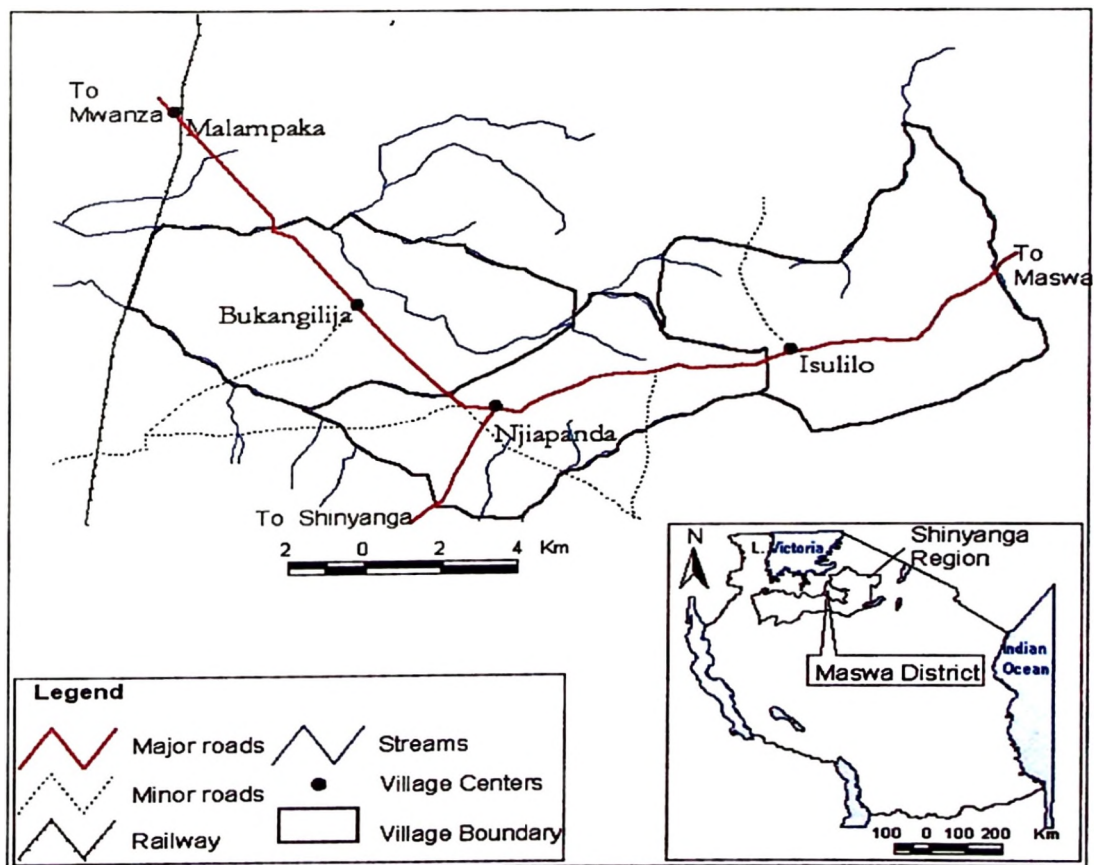 To
Mwanza
Malampaka
Bukangilija
To
Maswa
Isulilo
Njiapanda
To Shinyanga
2 0 2 4 Km
N
L. Victoria
Shinyanga
Region
Maswa District
Indian
Ocean
100 0 100 200 Km
Legend
Major roads
Streams
Minor roads
Village Centers
Railway
Village Boundary